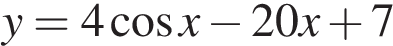 y = 4 cos x − 20x + 7